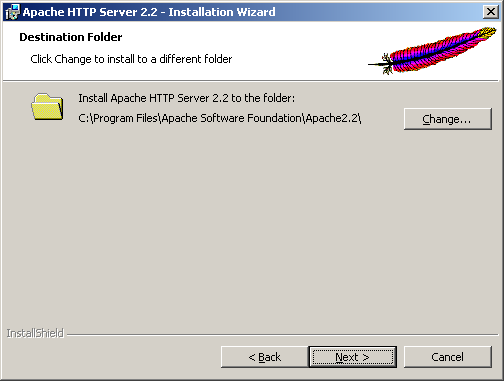 Apache HTTP Server 2.2 - Installation Wizard
Destination Folder
Click Change to install to a different folder
Install Apache HTTP Server 2.2 to the folder:
C:\Program Files\Apache Software Foundation\Apache2.2\
Change...
InstallShield
< Back
Next >
Cancel